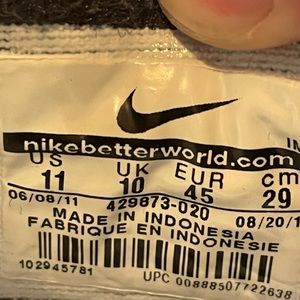 nikebetterworld.com
US UK EUR cm
11 10 45 29
06/08/11 429873-020 08/20/1
MADE IN INDONESIA
FABRIQUE EN INDONESIE
102945781 UPC 00888507722638